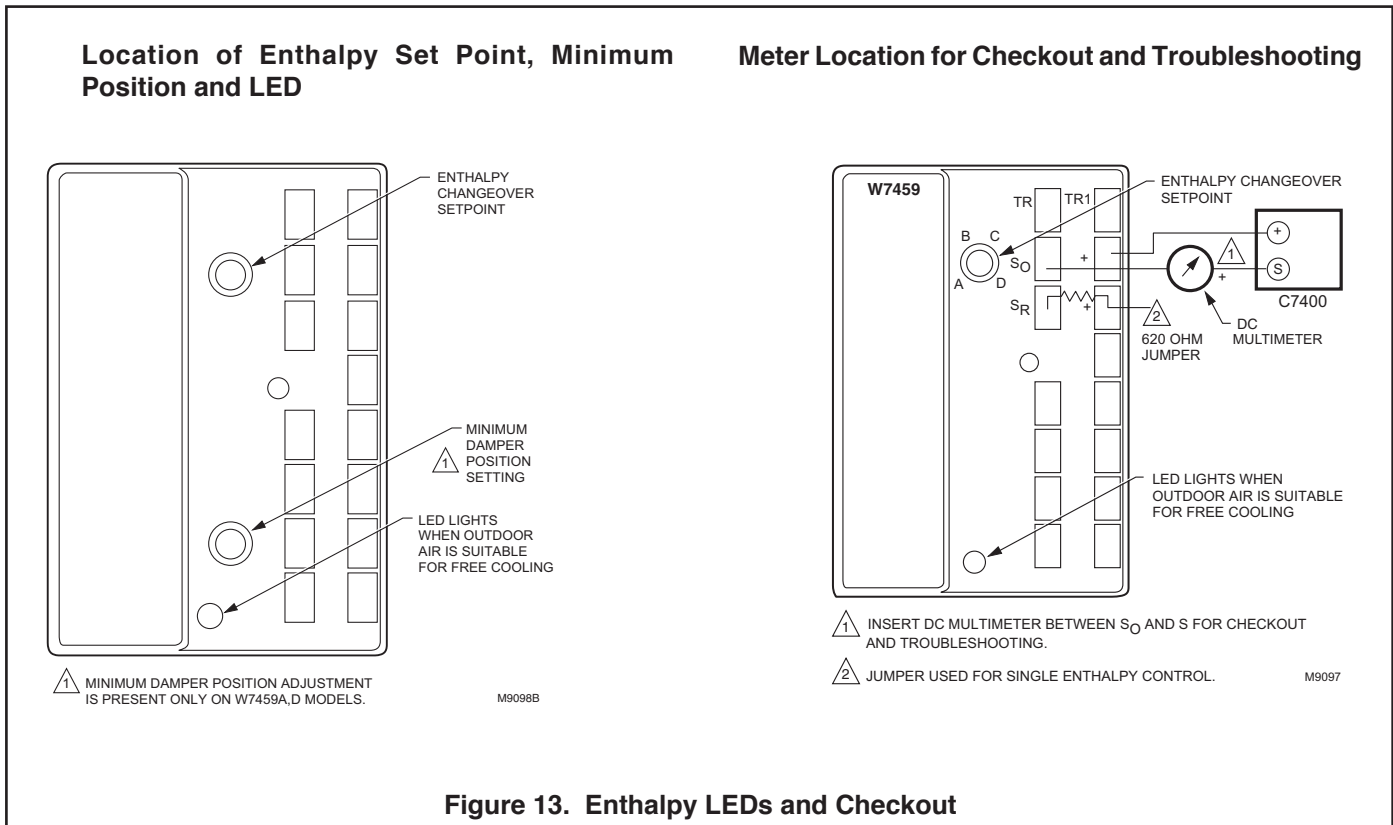 Location of Enthalpy Set Point, Minimum
Position and LED
ENTHALPY
CHANGEOVER
SETPOINT
MINIMUM
DAMPER
1 POSITION
SETTING
LED LIGHTS
WHEN OUTDOOR
AIR IS SUITABLE
FOR FREE COOLING
1 MINIMUM DAMPER POSITION ADJUSTMENT
IS PRESENT ONLY ON W7459A,D MODELS.
M9098B
Meter Location for Checkout and Troubleshooting
W7459
TR TR1
ENTHALPY CHANGEOVER
SETPOINT
B C
A D
SO +
1
+
+
S
C7400
SR +
2
620 OHM
JUMPER
DC
MULTIMETER
LED LIGHTS WHEN
OUTDOOR AIR IS SUITABLE
FOR FREE COOLING
1 INSERT DC MULTIMETER BETWEEN SO AND S FOR CHECKOUT
AND TROUBLESHOOTING.
2 JUMPER USED FOR SINGLE ENTHALPY CONTROL.
M9097
Figure 13. Enthalpy LEDs and Checkout